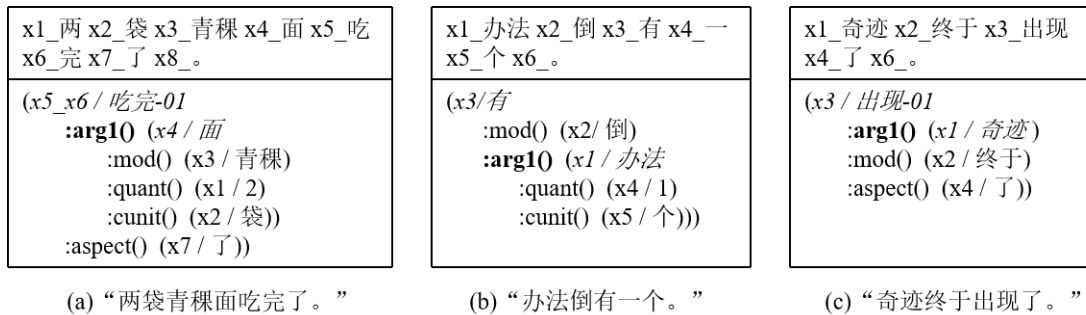 x1_两 x2_袋 x3_青稞 x4_面 x5_吃
x6_完 x7_了 x8_。
(x5_x6 / 吃完-01
:arg1() (x4 / 面
:mod() (x3 / 青稞)
:quant() (x1 / 2)
:cunit() (x2 / 袋))
:aspect() (x7 / 了))
(a) “两袋青稞面吃完了。”
x1_办法 x2_倒 x3_有 x4_一
x5_个 x6_。
(x3/有
:mod() (x2/ 倒)
:arg1() (x1 / 办法
:quant() (x4 / 1)
:cunit() (x5 / 个)))
(b) “办法倒有一个。”
x1_奇迹 x2_终于 x3_出现
x4_了 x6_。
(x3 / 出现-01
:arg1() (x1 / 奇迹)
:mod() (x2 / 终于)
:aspect() (x4 / 了))
(c) “奇迹终于出现了。”